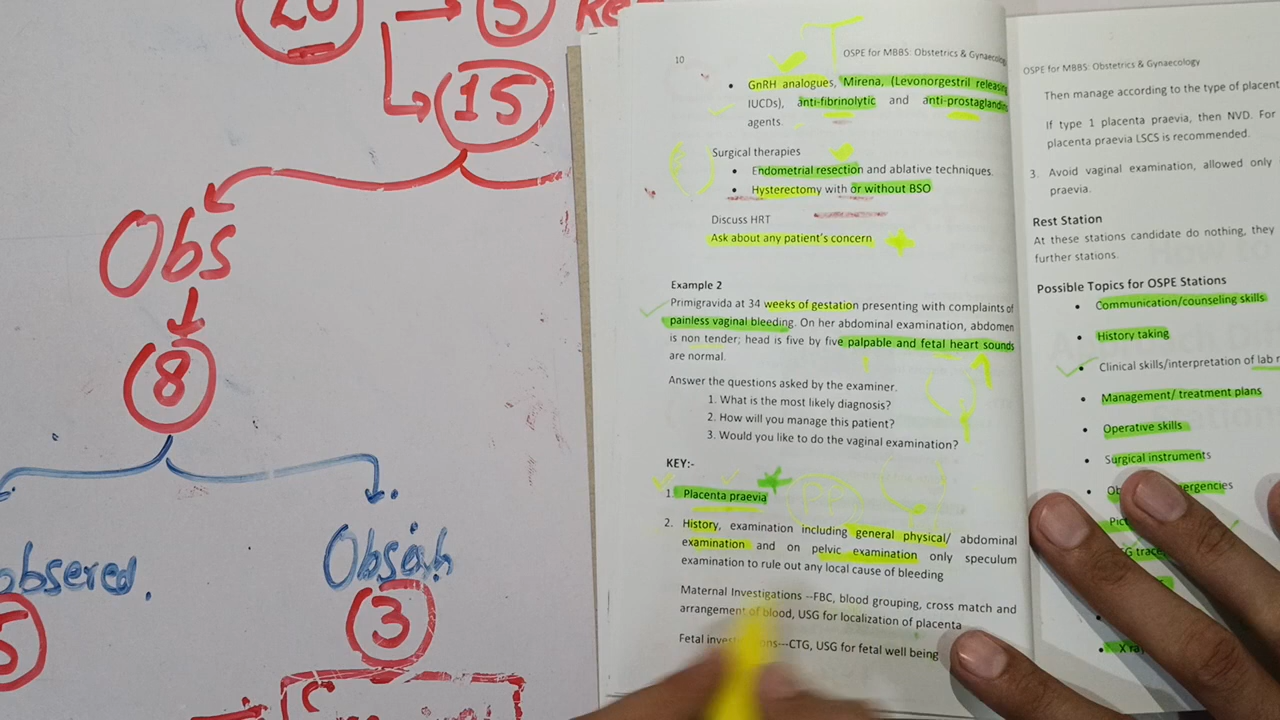 20 5
15
Obs
8
obsered.
3
5
10
OSPE for MBBS: Obstetrics & Gynaecology
• GnRH analogues, Mirena, (Levonorgestril releasing
IUCDs), anti-fibrinolytic and anti-prostaglandins
agents.
Surgical therapies
• Endometrial resection and ablative techniques.
• Hysterectomy with or without BSO
Discuss HRT
Ask about any patient's concern
Example 2
Primigravida at 34 weeks of gestation presenting with complaints of
painless vaginal bleeding. On her abdominal examination, abdomen
is non tender; head is five by five palpable and fetal heart sounds
are normal.
Answer the questions asked by the examiner.
1. What is the most likely diagnosis?
2. How will you manage this patient?
3. Would you like to do the vaginal examination?
KEY:-
1. Placenta praevia
PP
2. History, examination including general physical/ abdominal
examination and on pelvic examination only speculum
examination to rule out any local cause of bleeding
Maternal Investigations --FBC, blood grouping, cross match and
arrangement of blood, USG for localization of placenta
Fetal ---CTG, USG for fetal well being
OSPE for MBBS: Obstetrics & Gynaecology
Then manage according to the type of placent
If type 1 placenta praevia, then NVD. For
placenta praevia LSCS is recommended.
3. Avoid vaginal examination, allowed only
praevia.
Rest Station
At these stations candidate do nothing, they
further stations.
Possible Topics for OSPE Stations
• Communication/counseling skills
• History taking
• Clinical skills/interpretation of lab r
• Management/ treatment plans
• Operative skills
• Surgical instruments
• Ob ergencies
Pict
G trace
• X ray